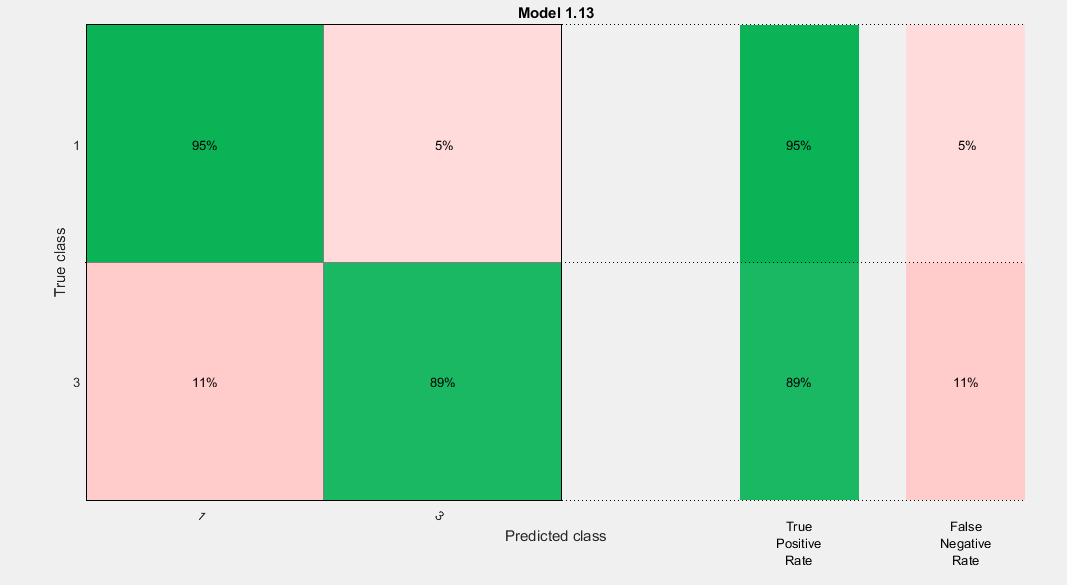 Model 1.13
True class
1
95%
5%
95%
5%
3
11%
89%
89%
11%
1
3
Predicted class
True
Positive
Rate
False
Negative
Rate